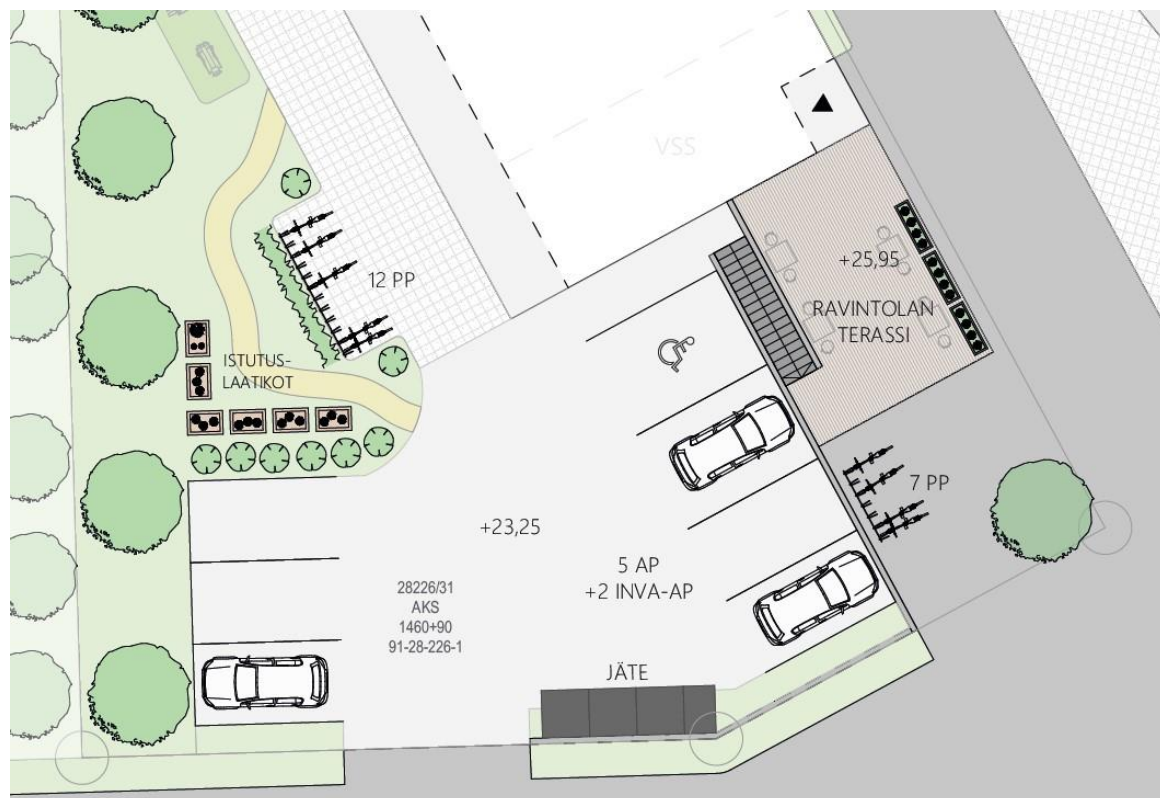 VSS
12 PP
+25,95
RAVINTOLAN
TERASSI
ISTUTUS-
LAATIKOT
7 PP
+23,25
5 AP
+2 INVA-AP
28226/31
AKS
1460+90
91-28-226-1
JÄTE